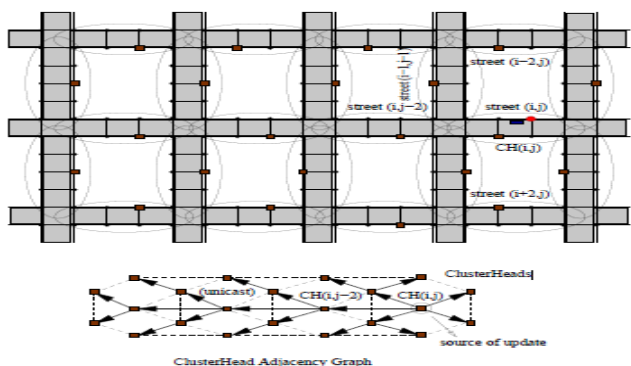 street (i−2,j)
street(i−1,j−1)
street (i,j−2)
street (i,j)
CH(i,j)
street (i+2,j)
ClusterHeads
(unicast)
CH(i,j−2)
CH(i,j)
source of update
ClusterHead Adjacency Graph